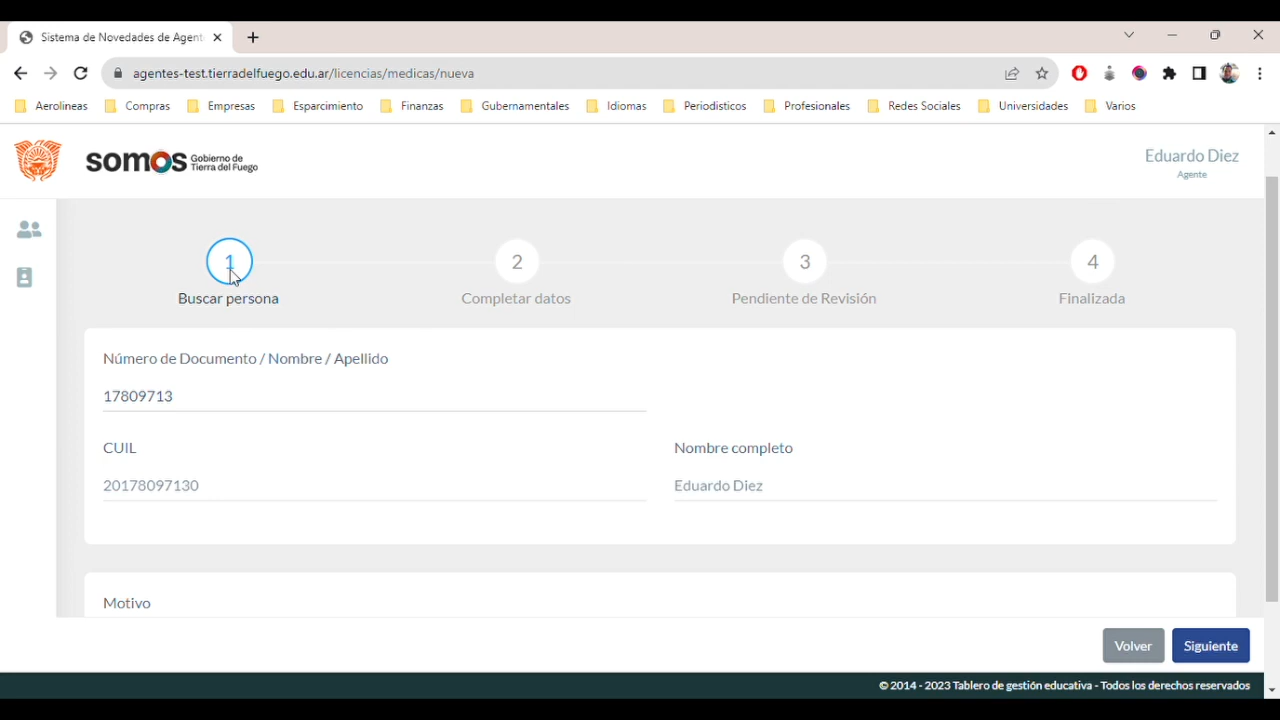 Sistema de Novedades de Agent
agentes-test.tierradelfuego.edu.ar/licencias/medicas/nueva
Aerolineas Compras Empresas Esparcimiento Finanzas Gubernamentales Idiomas Periodisticos Profesionales Redes Sociales Universidades Varios
somos Gobierno de
Tierra del Fuego
Eduardo Diez
Agente
1 2 3 4
Buscar persona Completar datos Pendiente de Revisión Finalizada
Número de Documento / Nombre / Apellido
17809713
CUIL Nombre completo
20178097130 Eduardo Diez
Motivo
Volver Siguiente
© 2014 - 2023 Tablero de gestión educativa - Todos los derechos reservados